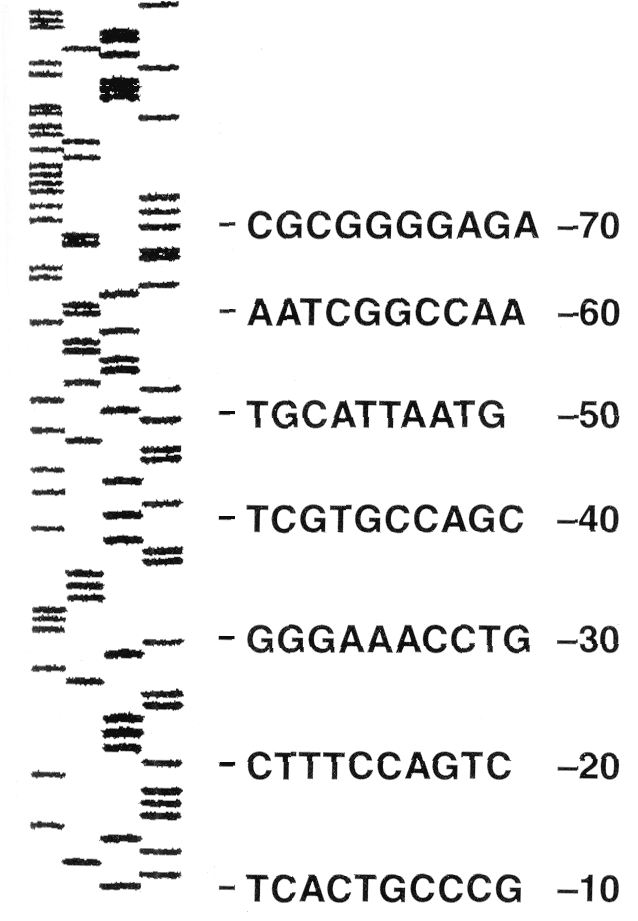 – CGCGGGGAGA –70
– AATCGGCCAA –60
– TGCATTAATG –50
– TCGTGCCAGC –40
– GGGAAACCTG –30
– CTTTCCAGTC –20
– TCACTGCCCG –10